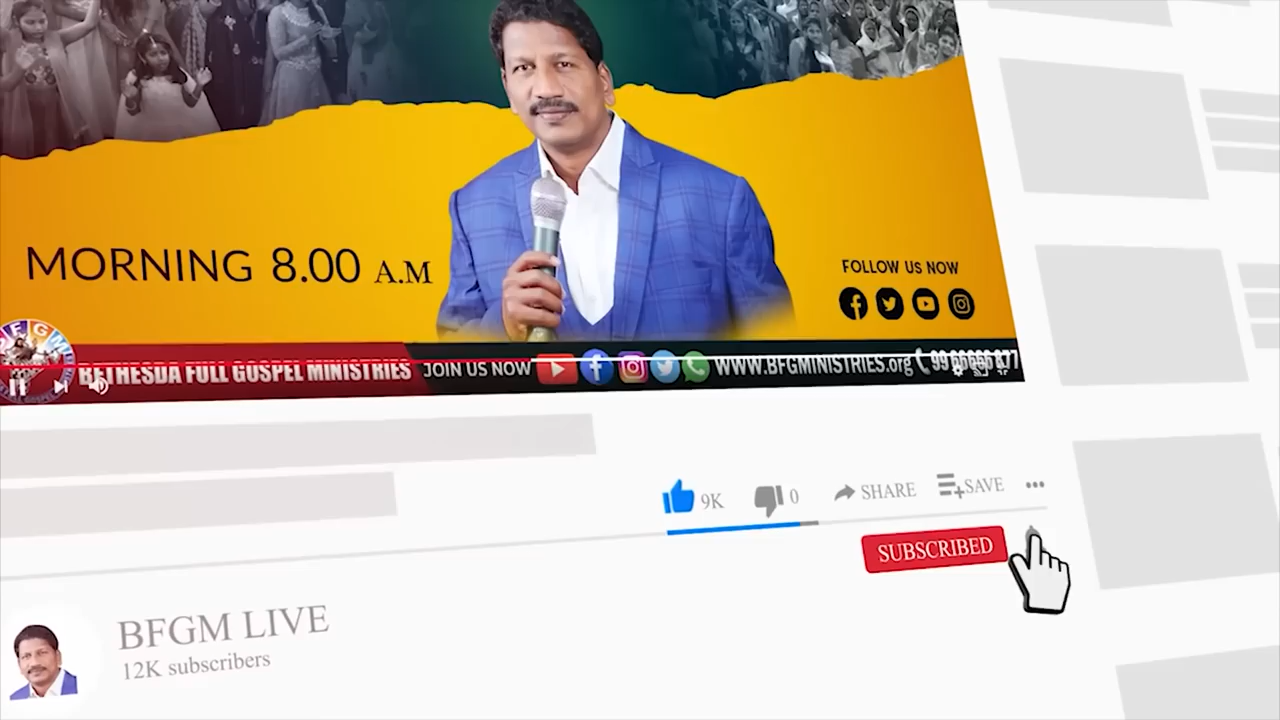 MORNING 8.00 A.M
FOLLOW US NOW
BFGM
BETHESDA FULL GOSPEL MINISTRIES JOIN US NOW WWW.BFGMINISTRIES.org
9K 0 SHARE SAVE
SUBSCRIBED
BFGM LIVE
12K subscribers